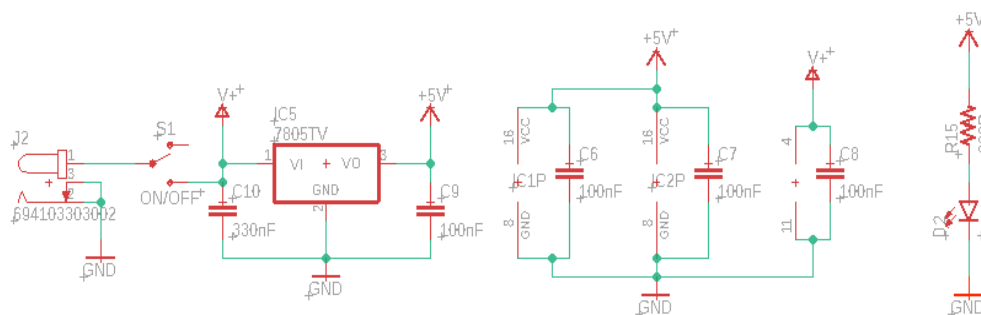 J2
1
3
2
694103303002
GND
S1
ON/OFF
V+
C10
330nF
IC5
7805TV
1
VI
VO
3
GND
2
GND
+5V
C9
100nF
+5V
16
VCC
IC1P
8
GND
C6
100nF
16
VCC
IC2P
8
GND
C7
100nF
GND
V+
4
11
C8
100nF
+5V
R15
D2
GND